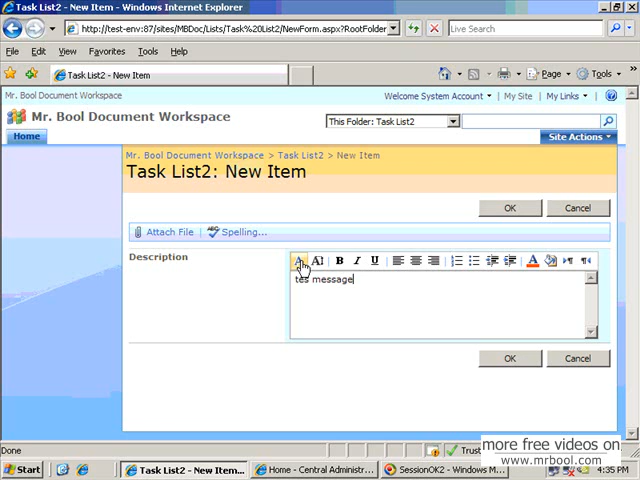 Task List2 - New Item - Windows Internet Explorer
http://test-env:87/sites/MBDoc/Lists/Task%20List2/NewForm.aspx?RootFolder
Google
File Edit View Favorites Tools Help
Task List2 - New Item
Page Tools
Mr. Bool Document Workspace
Welcome System Account My Site My Links
Mr. Bool Document Workspace
This Folder: Task List2
Home
Site Actions
Mr. Bool Document Workspace > Task List2 > New Item
Task List2: New Item
OK Cancel
Attach File Spelling...
Description
A A B I U A
tes message
OK Cancel
Done
Trust
more free videos on
www.mrbool.com
Start
Task List2 - New Item...
Home - Central Administr...
SessionOK2 - Windows M...
4:35 PM